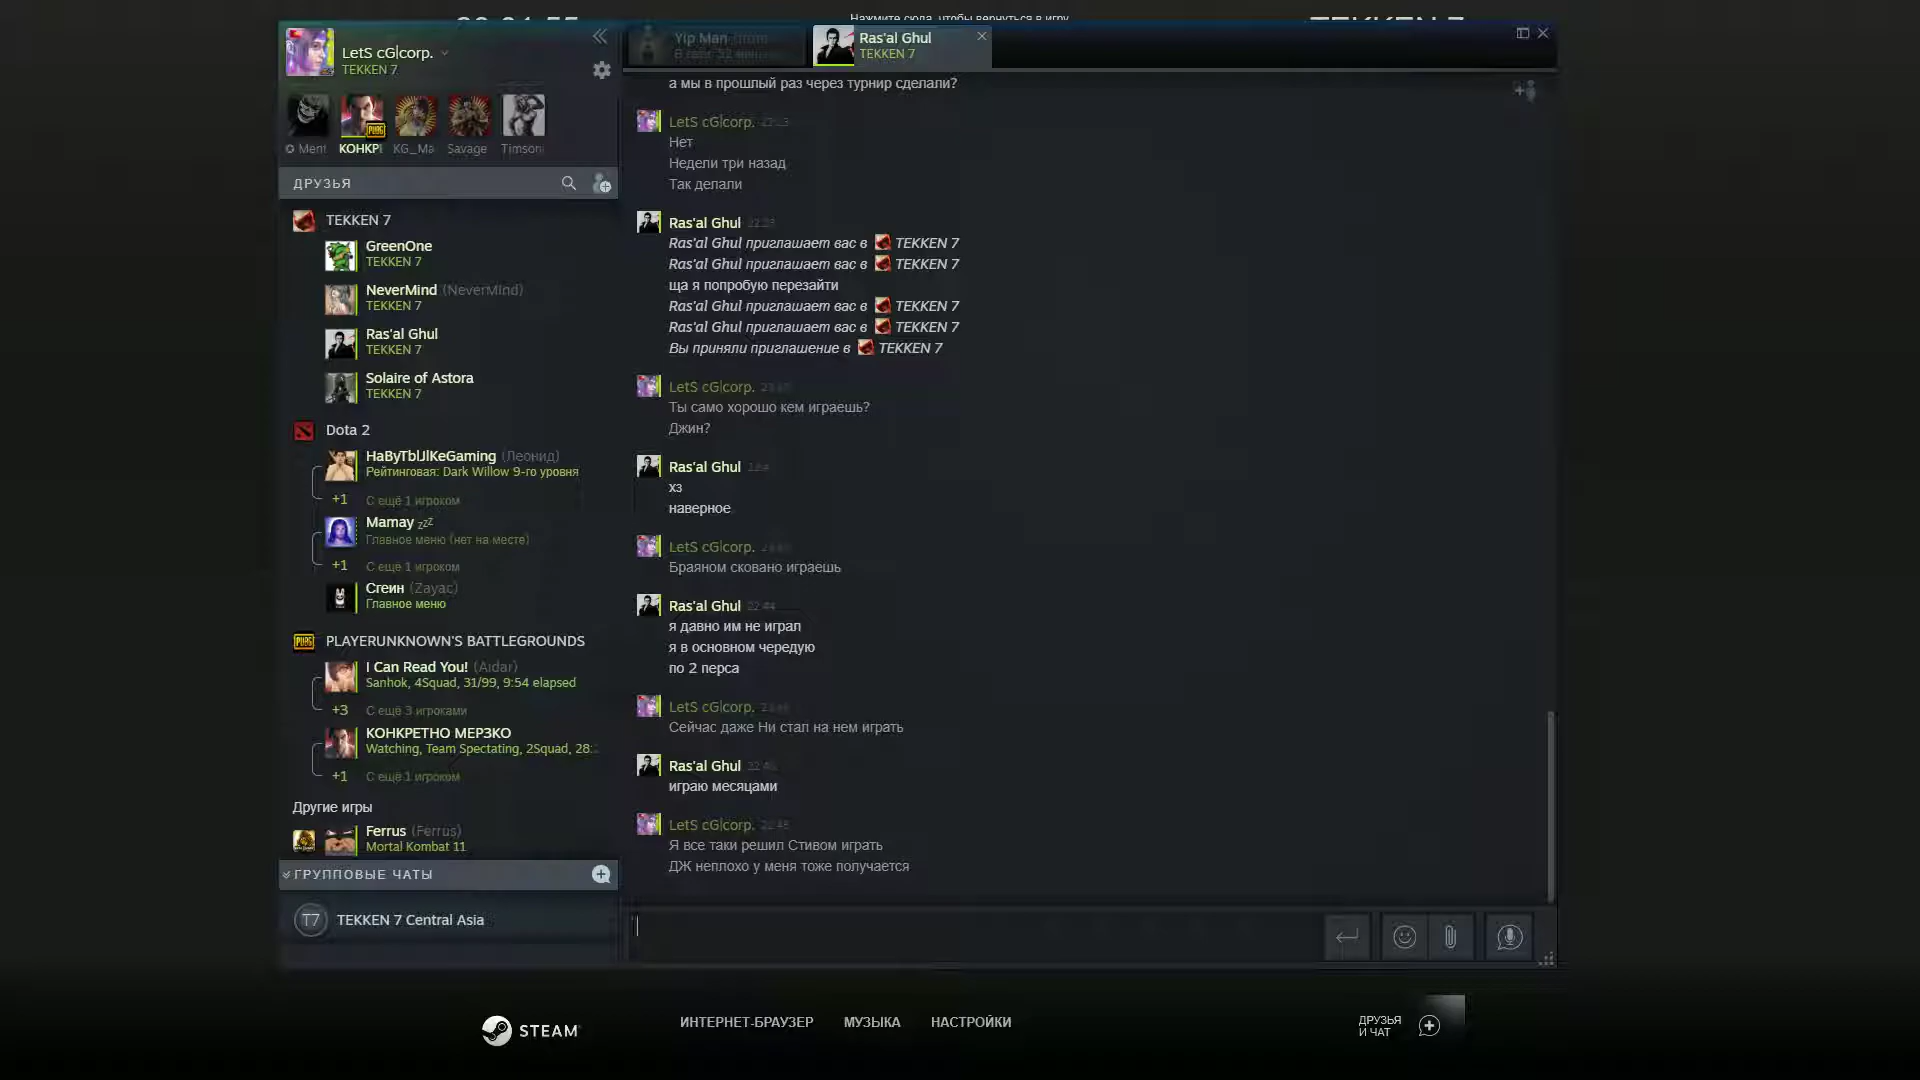 Нажмите сюда, чтобы вернуться в игру
TEKKEN 7
LetS cG|corp.
TEKKEN 7
Ment
КОНКРЕ
KG_Ma
Savage
Timson
ДРУЗЬЯ
TEKKEN 7
GreenOne
TEKKEN 7
NeverMind (NeverMind)
TEKKEN 7
Ras'al Ghul
TEKKEN 7
Solaire of Astora
TEKKEN 7
Dota 2
HaByTblJlKeGaming (Леонид)
Рейтинговая: Dark Willow 9-го уровня
+1 С ещё 1 игроком
Mamay zzz
Главное меню (нет на месте)
+1 С ещё 1 игроком
Сгеин (Zayac)
Главное меню
PLAYERUNKNOWN'S BATTLEGROUNDS
I Can Read You! (Aidar)
Sanhok, 4Squad, 31/99, 9:54 elapsed
+3 С ещё 3 игроками
КОНКРЕТНО МЕРЗКО
Watching, Team Spectating, 2Squad, 28:
+1 С ещё 1 игроком
Другие игры
Ferrus (Ferrus)
Mortal Kombat 11
ГРУППОВЫЕ ЧАТЫ
T7 TEKKEN 7 Central Asia
Yip Man
Ras'al Ghul
TEKKEN 7
а мы в прошлый раз через турнир сделали?
LetS cG|corp.
Нет
Недели три назад
Так делали
Ras'al Ghul
Ras'al Ghul приглашает вас в TEKKEN 7
Ras'al Ghul приглашает вас в TEKKEN 7
ща я попробую перезайти
Ras'al Ghul приглашает вас в TEKKEN 7
Ras'al Ghul приглашает вас в TEKKEN 7
Вы приняли приглашение в TEKKEN 7
LetS cG|corp.
Ты само хорошо кем играешь?
Джин?
Ras'al Ghul
хз
наверное
LetS cG|corp.
Браяном сковано играешь
Ras'al Ghul 22:44
я давно им не играл
я в основном чередую
по 2 перса
LetS cG|corp.
Сейчас даже Ни стал на нем играть
Ras'al Ghul
играю месяцами
LetS cG|corp.
Я все таки решил Стивом играть
ДЖ неплохо у меня тоже получается
STEAM
ИНТЕРНЕТ-БРАУЗЕР
МУЗЫКА
НАСТРОЙКИ
ДРУЗЬЯ
И ЧАТ